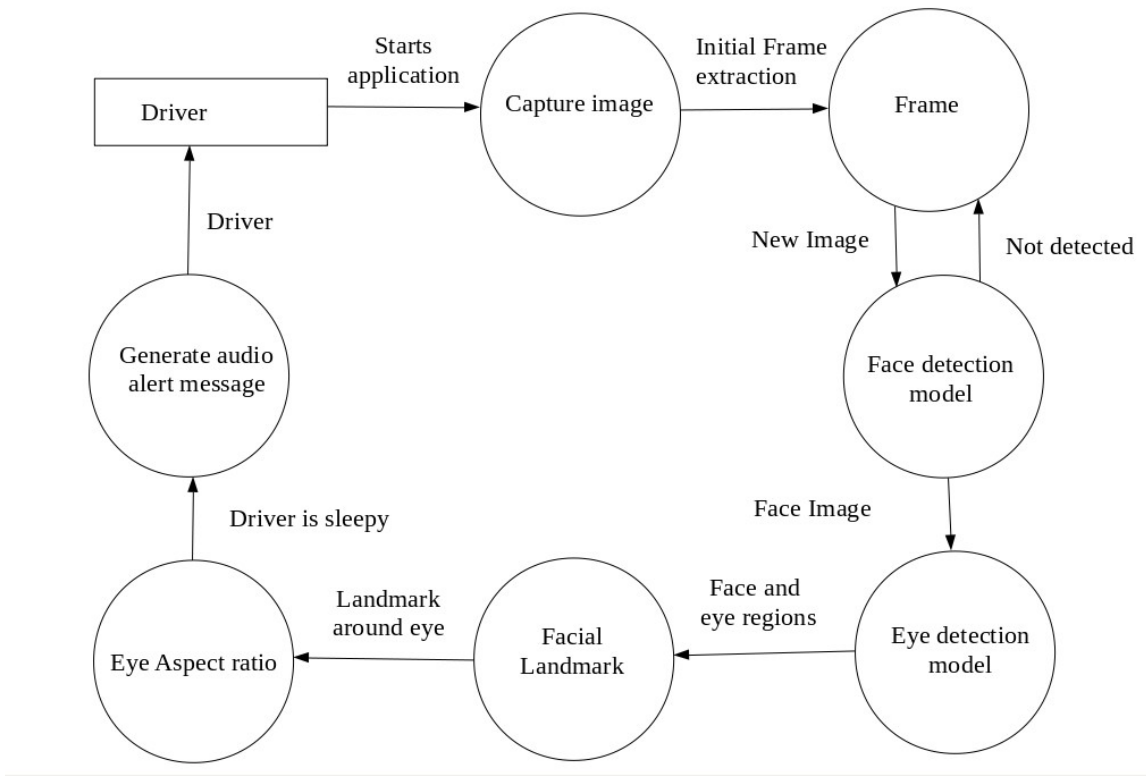 Starts
application
Initial Frame
extraction
Driver
Capture image
Frame
Driver
New Image
Not detected
Generate audio
alert message
Face detection
model
Driver is sleepy
Face Image
Landmark
around eye
Face and
eye regions
Eye Aspect ratio
Facial
Landmark
Eye detection
model